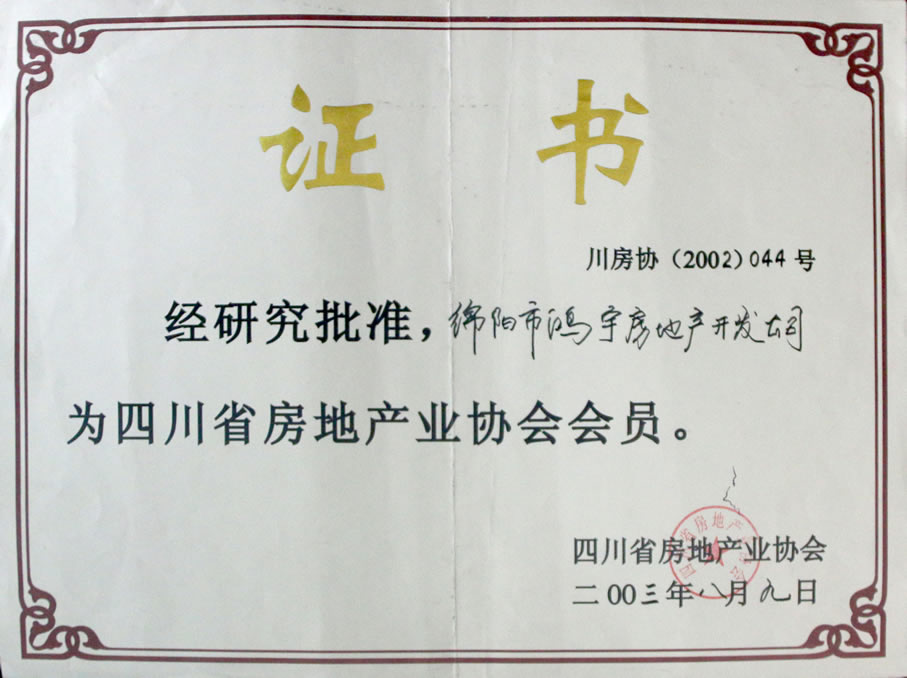 证书
川房协（2002）044号
经研究批准，绵阳市鸿宇房地产开发公司
为四川省房地产业协会会员。
四川省房地产业协会
二00三年八月九日